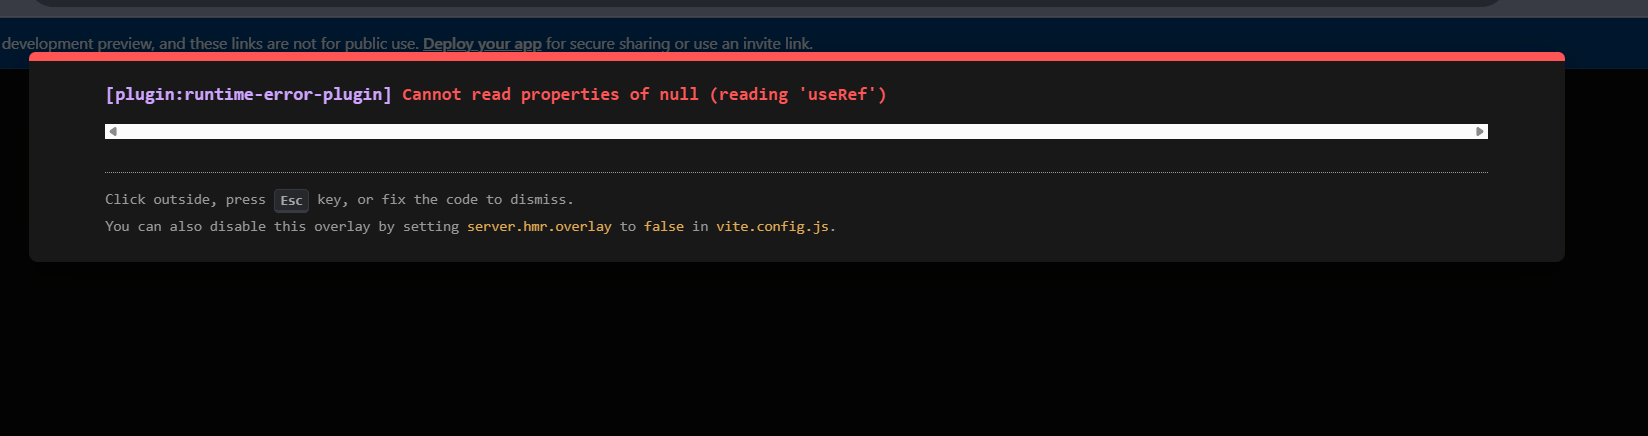 development preview, and these links are not for public use. Deploy your app for secure sharing or use an invite link.
[plugin:runtime-error-plugin] Cannot read properties of null (reading 'useRef')
Click outside, press Esc key, or fix the code to dismiss.
You can also disable this overlay by setting server.hmr.overlay to false in vite.config.js.